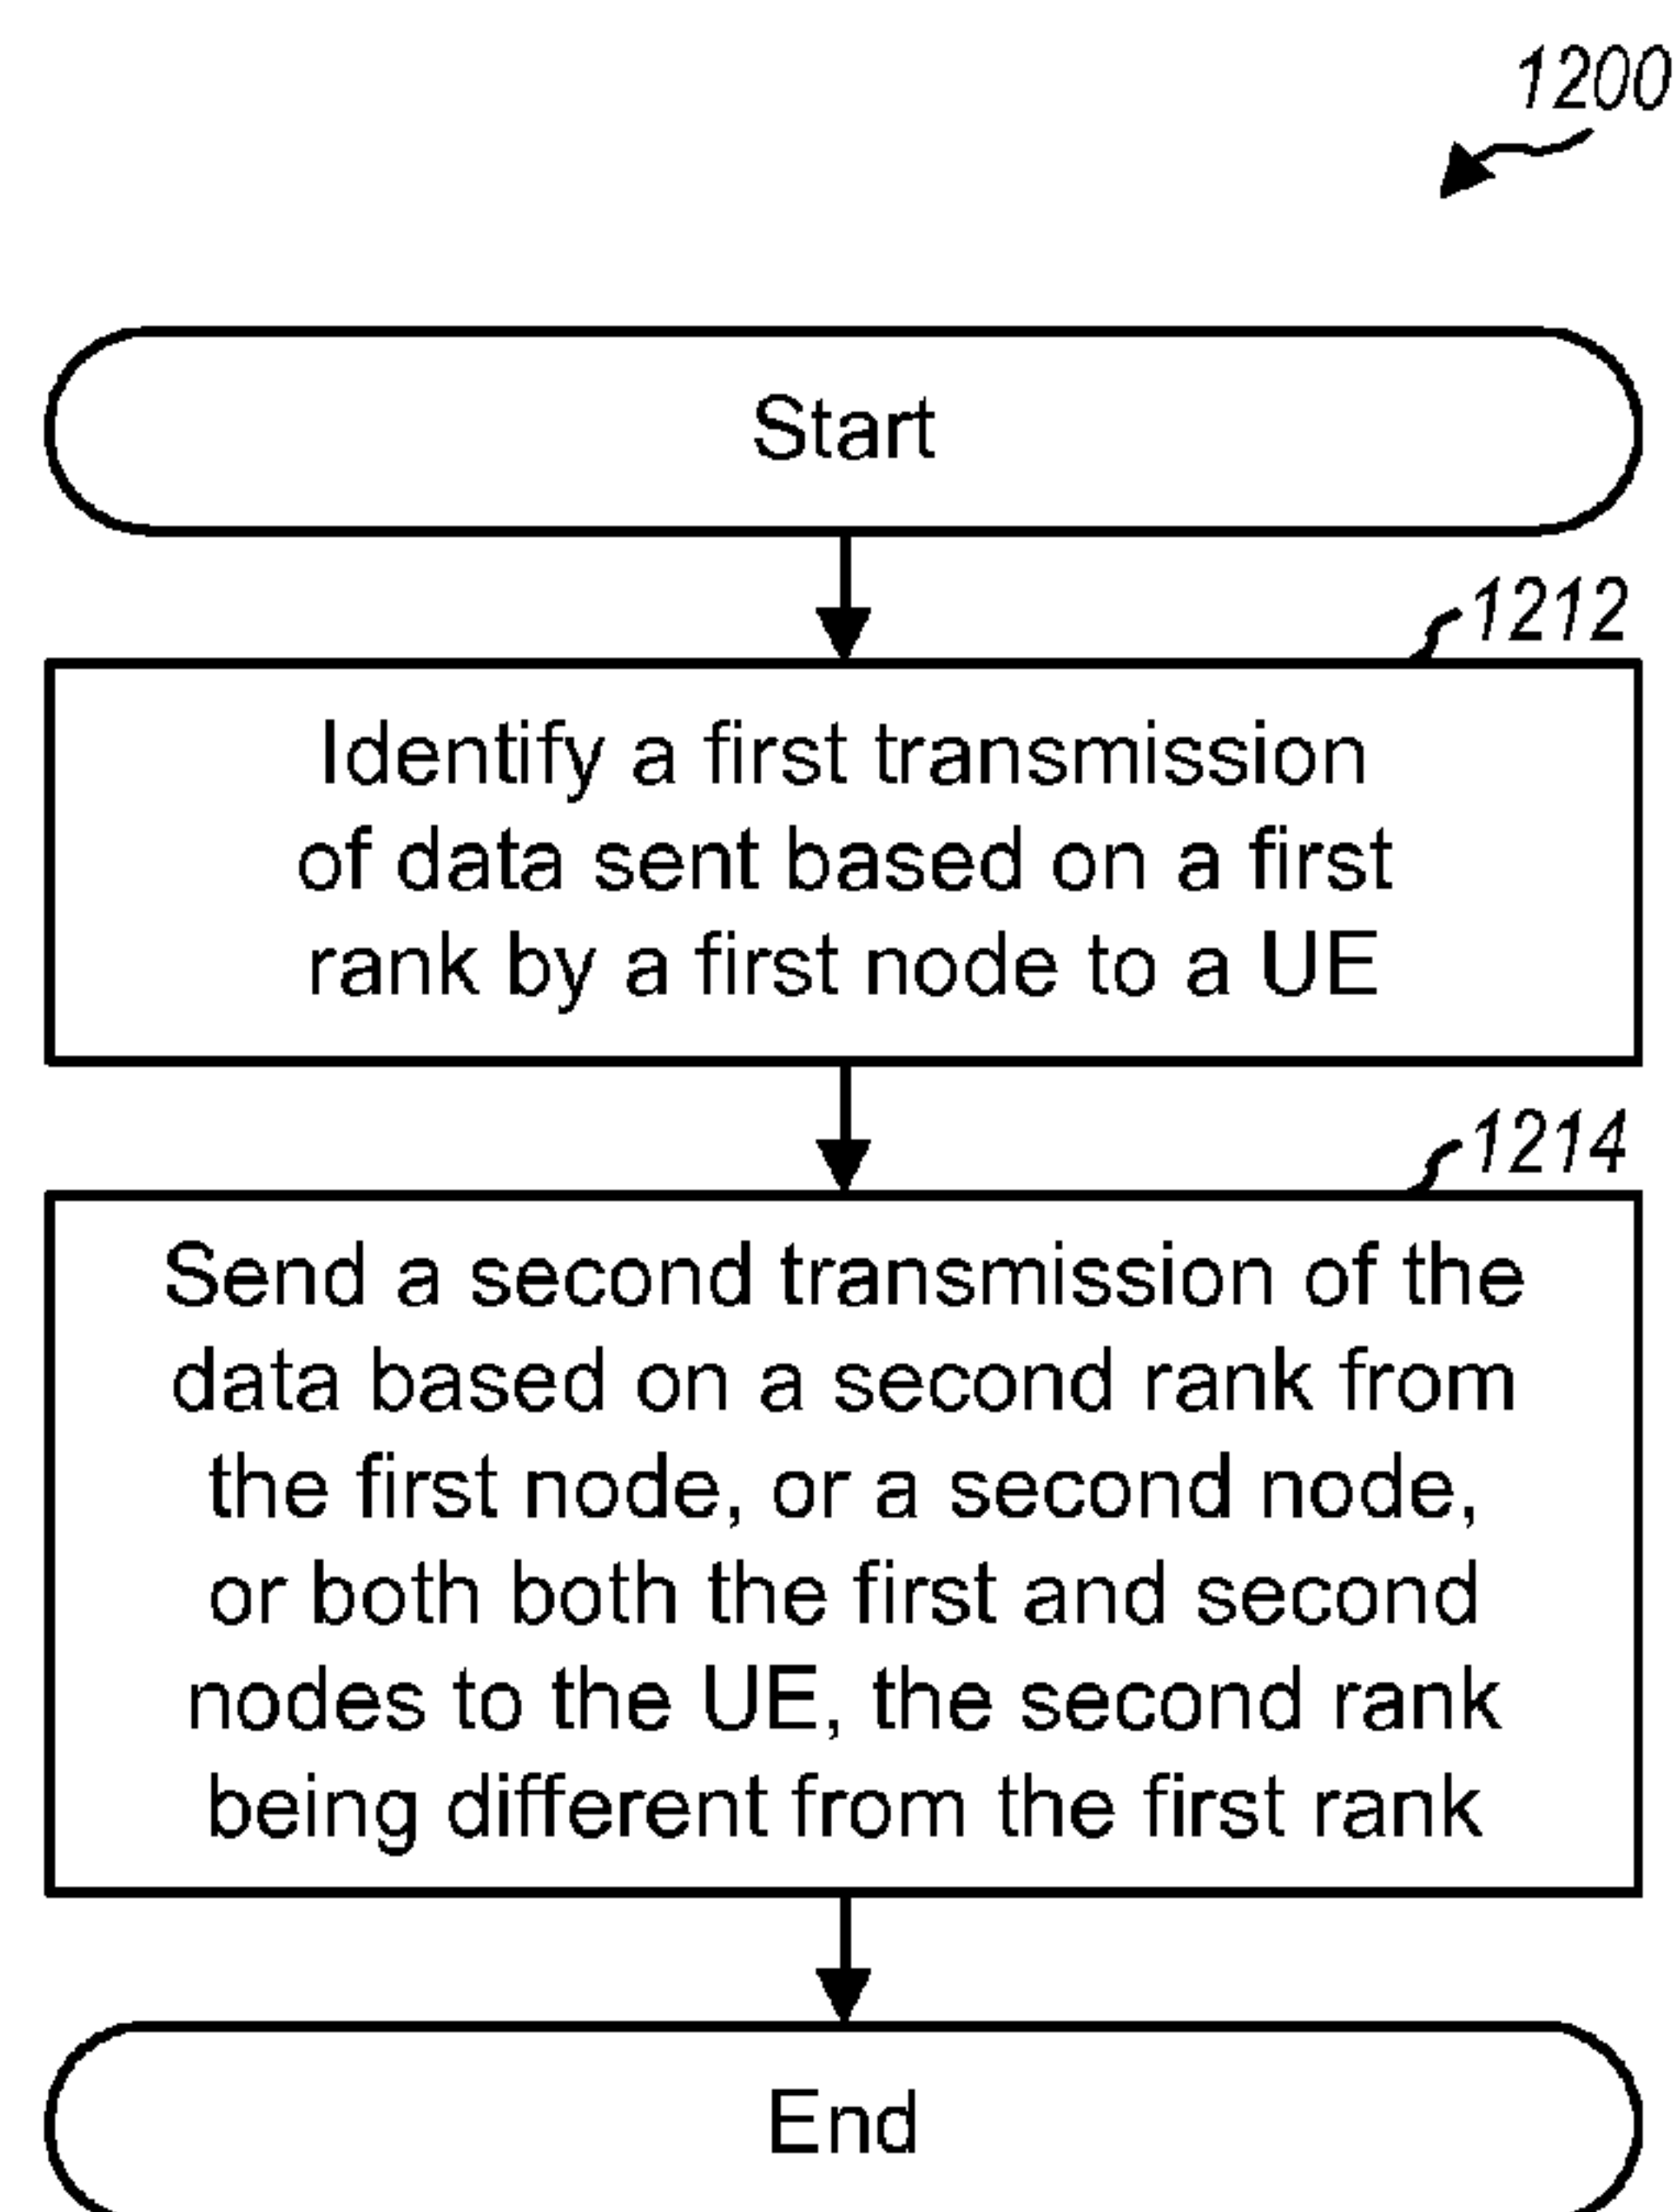 1200
Start
1212
Identify a first transmission
of data sent based on a first
rank by a first node to a UE
1214
Send a second transmission of the
data based on a second rank from
the first node, or a second node,
or both both the first and second
nodes to the UE, the second rank
being different from the first rank
End